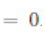 = 0.